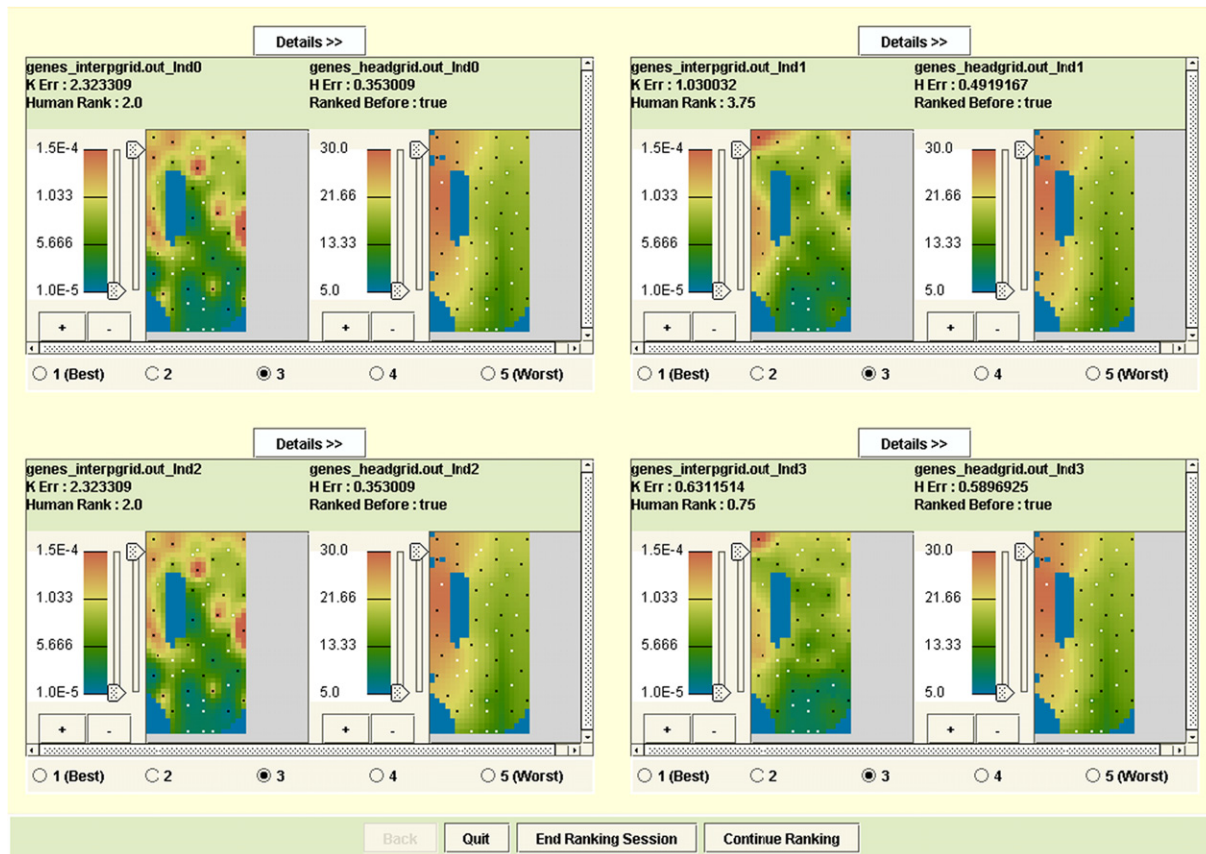 Details >>
genes_interpgrid.out_Ind0 genes_headgrid.out_Ind0
K Err : 2.323309 H Err : 0.353009
Human Rank : 2.0 Ranked Before : true
1.5E-4 30.0
1.033 21.66
5.666 13.33
1.0E-5 5.0
+ - + -
1 (Best) 2 3 4 5 (Worst)
Details >>
genes_interpgrid.out_Ind1 genes_headgrid.out_Ind1
K Err : 1.030032 H Err : 0.4919167
Human Rank : 3.75 Ranked Before : true
1.5E-4 30.0
1.033 21.66
5.666 13.33
1.0E-5 5.0
+ - + -
1 (Best) 2 3 4 5 (Worst)
Details >>
genes_interpgrid.out_Ind2 genes_headgrid.out_Ind2
K Err : 2.323309 H Err : 0.353009
Human Rank : 2.0 Ranked Before : true
1.5E-4 30.0
1.033 21.66
5.666 13.33
1.0E-5 5.0
+ - + -
1 (Best) 2 3 4 5 (Worst)
Details >>
genes_interpgrid.out_Ind3 genes_headgrid.out_Ind3
K Err : 0.6311514 H Err : 0.5896925
Human Rank : 0.75 Ranked Before : true
1.5E-4 30.0
1.033 21.66
5.666 13.33
1.0E-5 5.0
+ - + -
1 (Best) 2 3 4 5 (Worst)
Back Quit End Ranking Session Continue Ranking